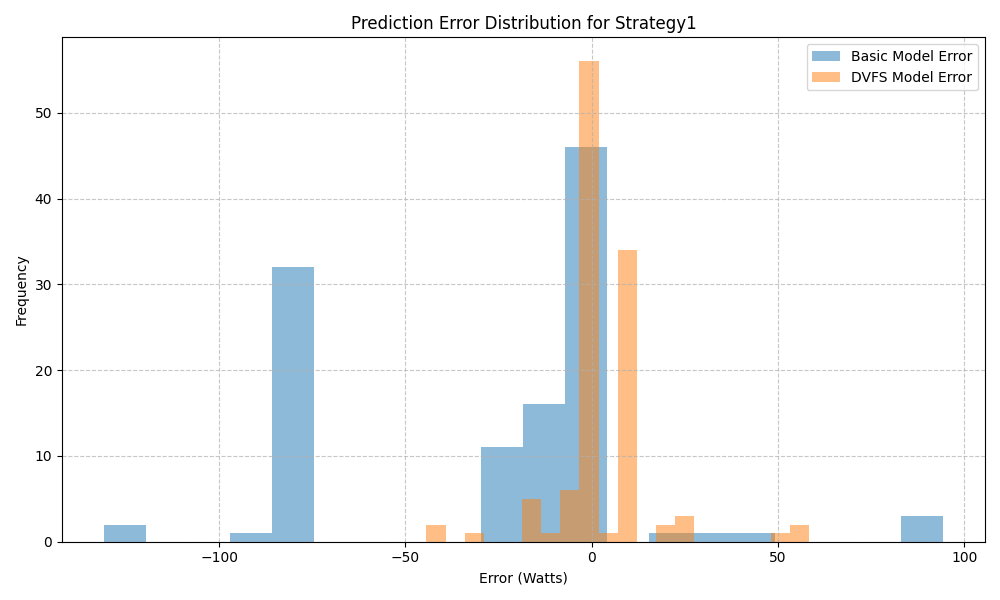 Prediction Error Distribution for Strategy1
Basic Model Error
DVFS Model Error
Frequency
50
40
30
20
10
0
−100
−50
0
50
100
Error (Watts)